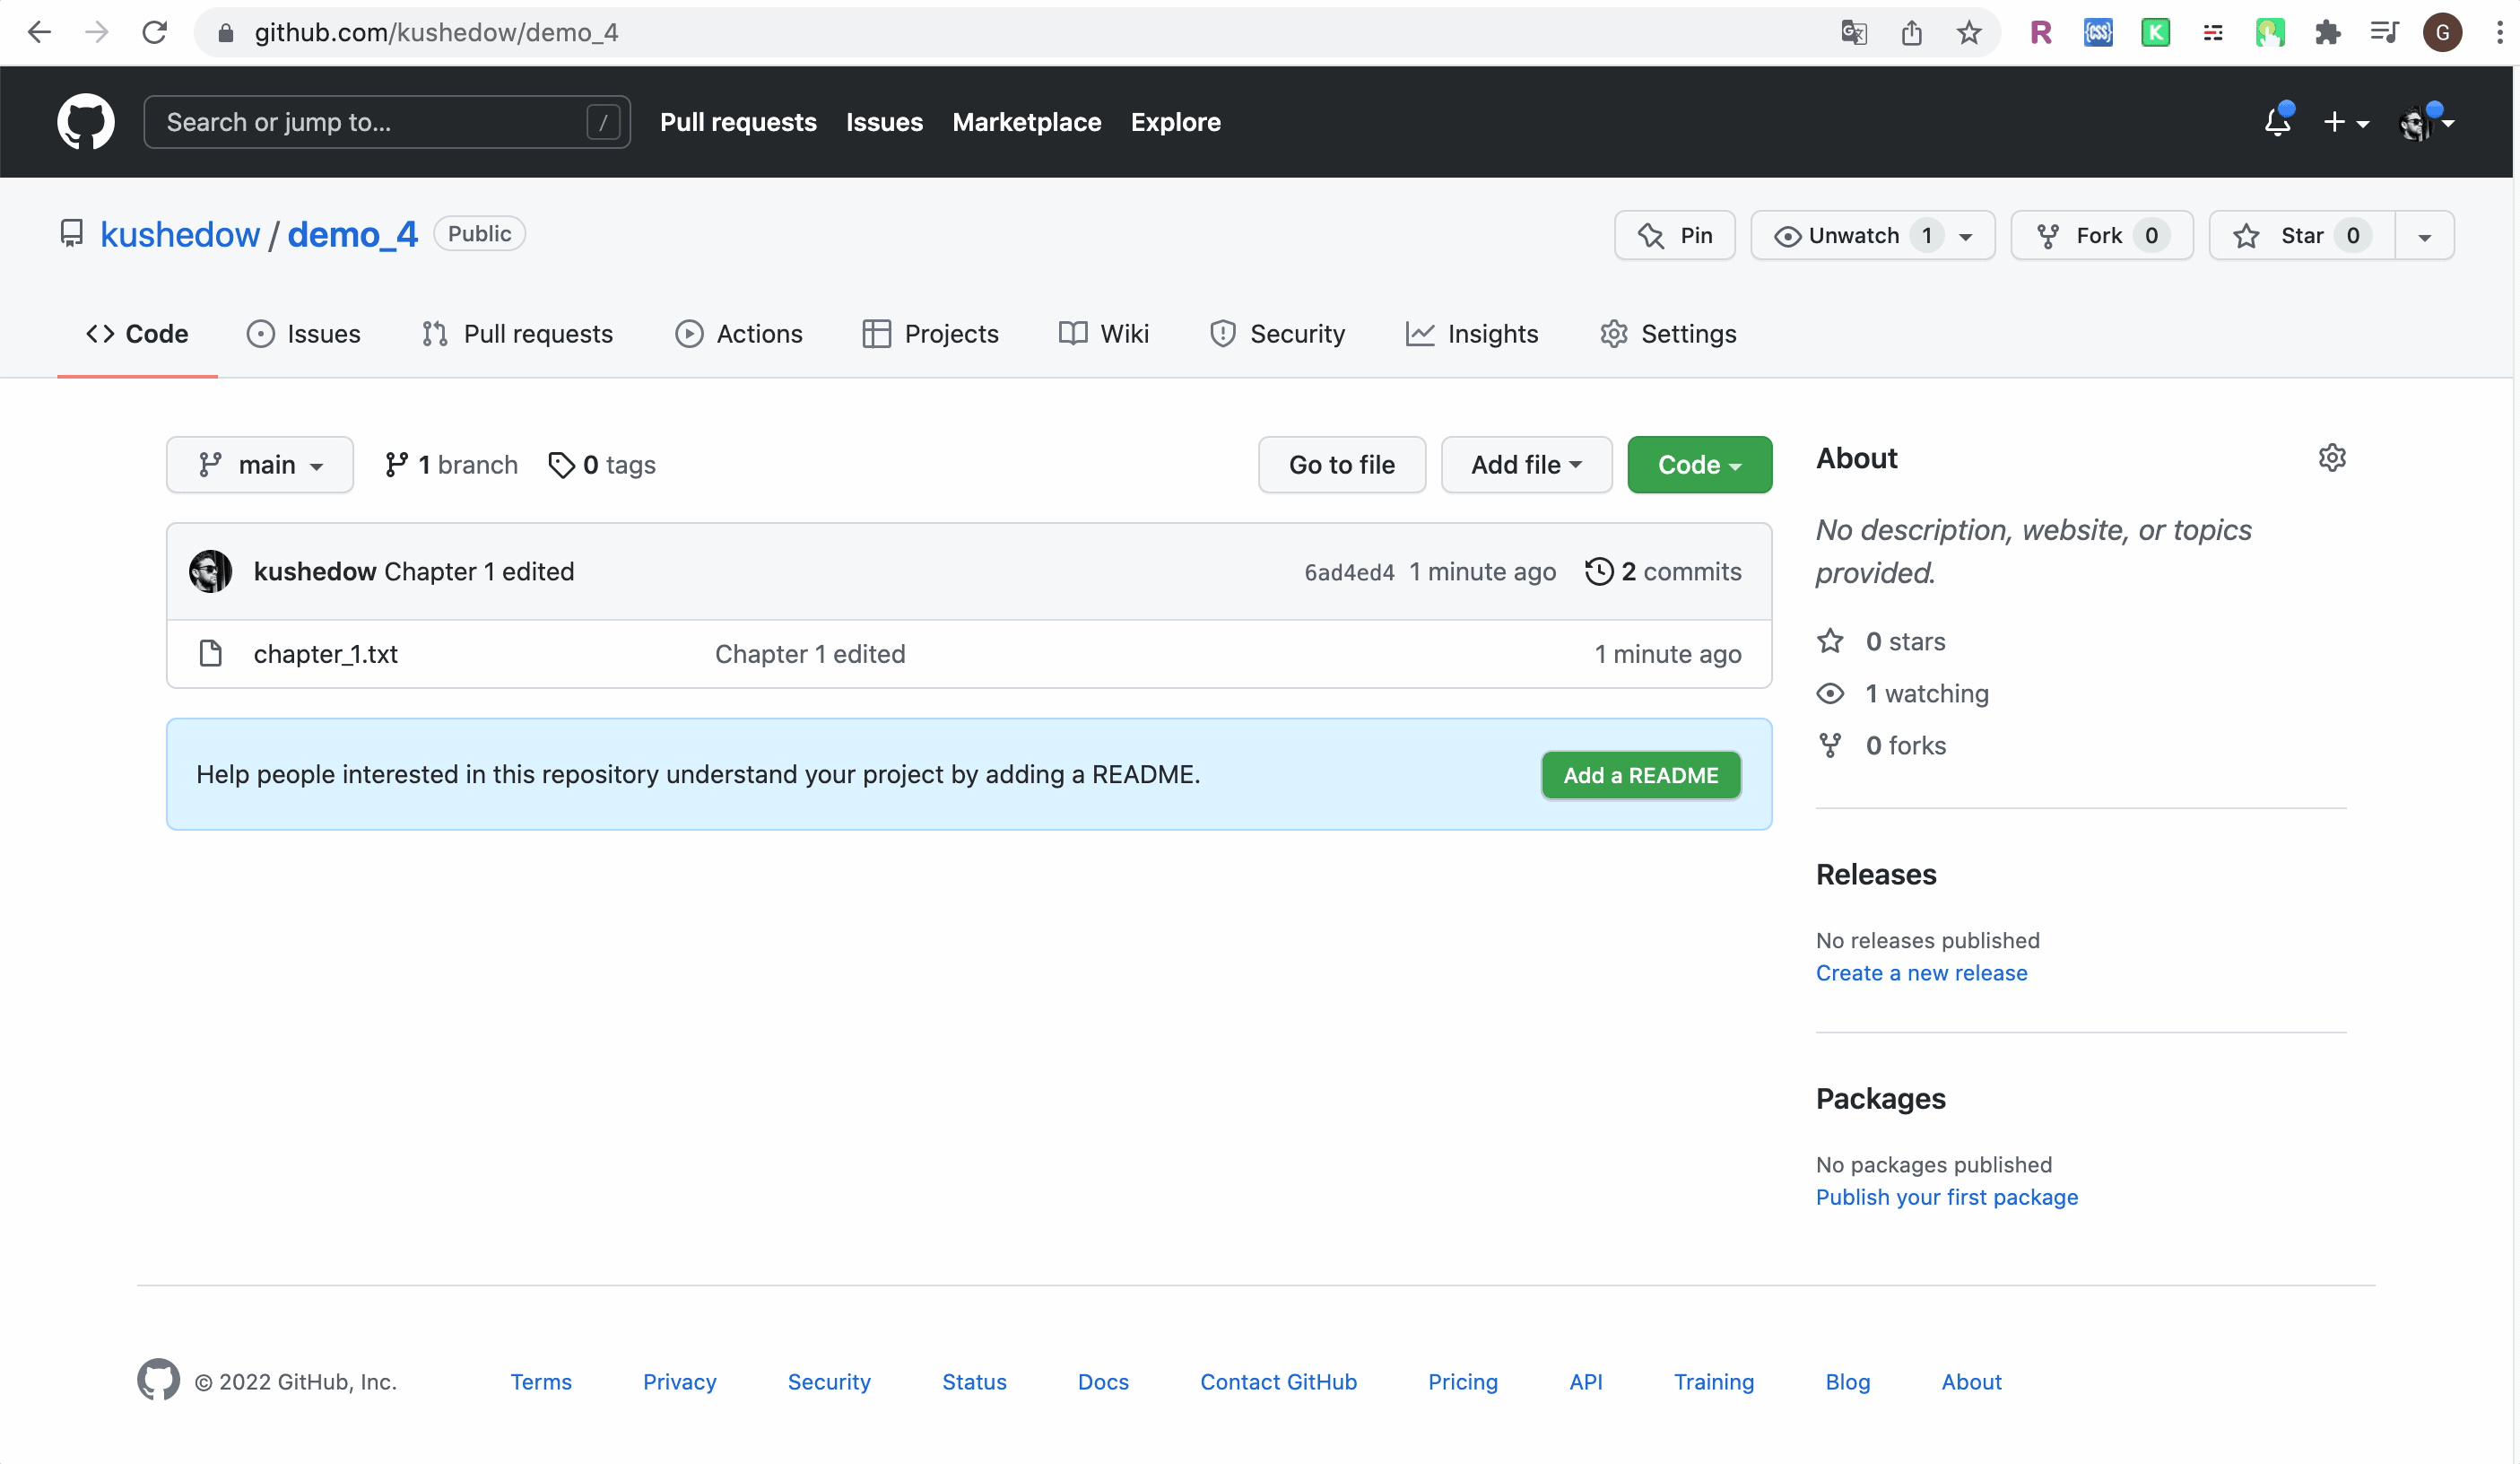 github.com/kushedow/demo_4
R {css} K G
Search or jump to... / Pull requests Issues Marketplace Explore
kushedow / demo_4 Public Pin Unwatch 1 Fork 0 Star 0
Code Issues Pull requests Actions Projects Wiki Security Insights Settings
main 1 branch 0 tags Go to file Add file Code About
No description, website, or topics
provided.
kushedow Chapter 1 edited 6ad4ed4 1 minute ago 2 commits
chapter_1.txt Chapter 1 edited 1 minute ago
0 stars
1 watching
0 forks
Help people interested in this repository understand your project by adding a README. Add a README
Releases
No releases published
Create a new release
Packages
No packages published
Publish your first package
© 2022 GitHub, Inc. Terms Privacy Security Status Docs Contact GitHub Pricing API Training Blog About